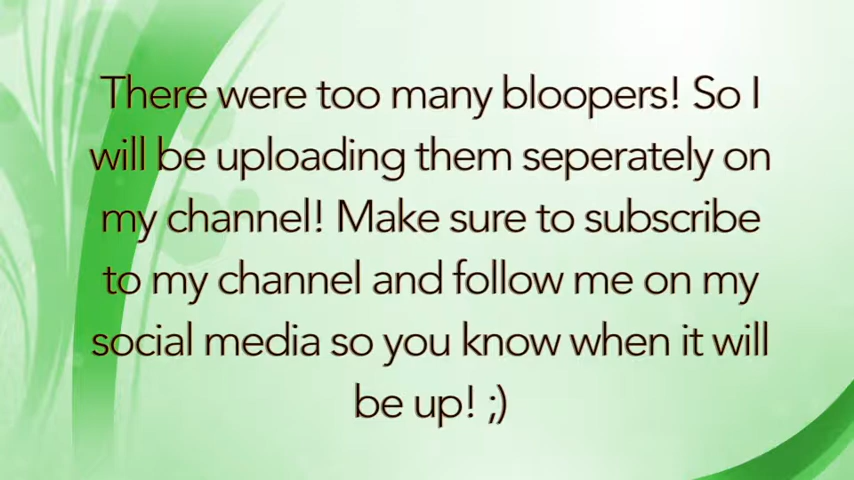 There were too many bloopers! So I
will be uploading them seperately on
my channel! Make sure to subscribe
to my channel and follow me on my
social media so you know when it will
be up! ;)